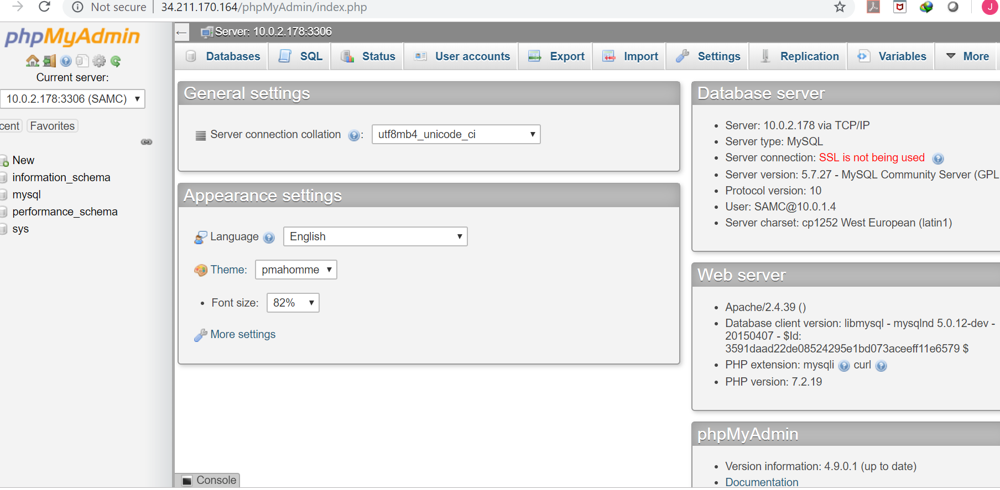 Not secure | 34.211.170.164/phpMyAdmin/index.php
J
phpMyAdmin
Current server:
10.0.2.178:3306 (SAMC)
cent Favorites
New
information_schema
mysql
performance_schema
sys
Server: 10.0.2.178:3306
Databases SQL Status User accounts Export Import Settings Replication Variables More
General settings
Server connection collation : utf8mb4_unicode_ci
Appearance settings
Language English
Theme: pmahomme
Font size: 82%
More settings
Console
Database server
Server: 10.0.2.178 via TCP/IP
Server type: MySQL
Server connection: SSL is not being used
Server version: 5.7.27 - MySQL Community Server (GPL
Protocol version: 10
User: SAMC@10.0.1.4
Server charset: cp1252 West European (latin1)
Web server
Apache/2.4.39 ()
Database client version: libmysql - mysqlnd 5.0.12-dev -
20150407 - $Id:
3591daad22de08524295e1bd073aceeff11e6579 $
PHP extension: mysqli curl
PHP version: 7.2.19
phpMyAdmin
Version information: 4.9.0.1 (up to date)
Documentation